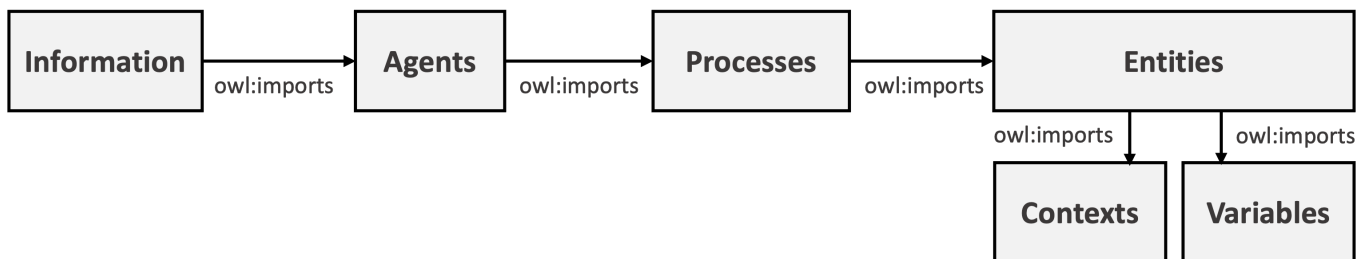 Information
Agents
Processes
Entities
owl:imports
owl:imports
owl:imports
owl:imports
owl:imports
Contexts
Variables